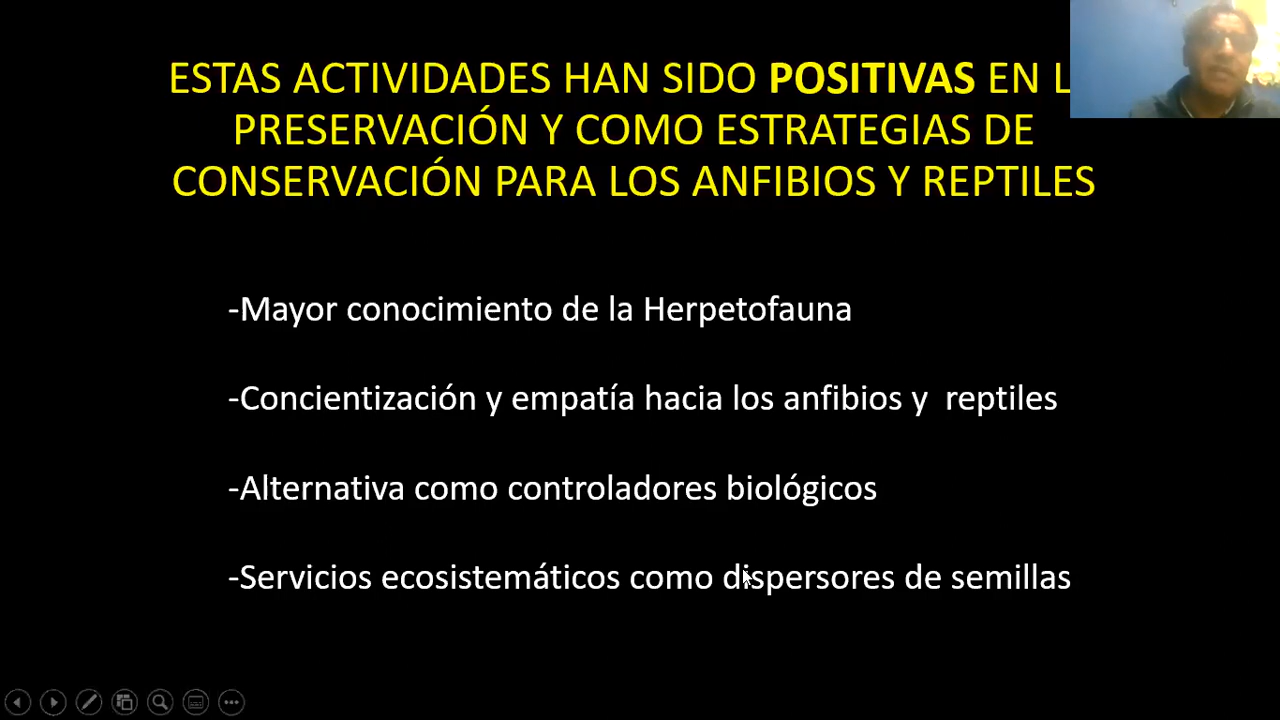 ESTAS ACTIVIDADES HAN SIDO POSITIVAS EN L
PRESERVACIÓN Y COMO ESTRATEGIAS DE
CONSERVACIÓN PARA LOS ANFIBIOS Y REPTILES
-Mayor conocimiento de la Herpetofauna
-Concientización y empatía hacia los anfibios y  reptiles
-Alternativa como controladores biológicos
-Servicios ecosistemáticos como dispersores de semillas